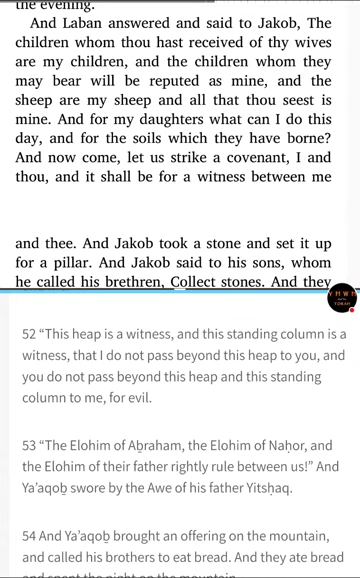 the evening.
And Laban answered and said to Jakob, The
children whom thou hast received of thy wives
are my children, and the children whom they
may bear will be reputed as mine, and the
sheep are my sheep and all that thou seest is
mine. And for my daughters what can I do this
day, and for the soils which they have borne?
And now come, let us strike a covenant, I and
thou, and it shall be for a witness between me
and thee. And Jakob took a stone and set it up
for a pillar. And Jakob said to his sons, whom
he called his brethren, Collect stones. And they
52 “This heap is a witness, and this standing column is a
witness, that I do not pass beyond this heap to you, and
you do not pass beyond this heap and this standing
column to me, for evil.
53 “The Elohim of Aḇraham, the Elohim of Naḥor, and
the Elohim of their father rightly rule between us!” And
Ya‛aqoḇ swore by the Awe of his father Yitsḥaq.
54 And Ya‛aqoḇ brought an offering on the mountain,
and called his brothers to eat bread. And they ate bread
and spent the night on the mountain.